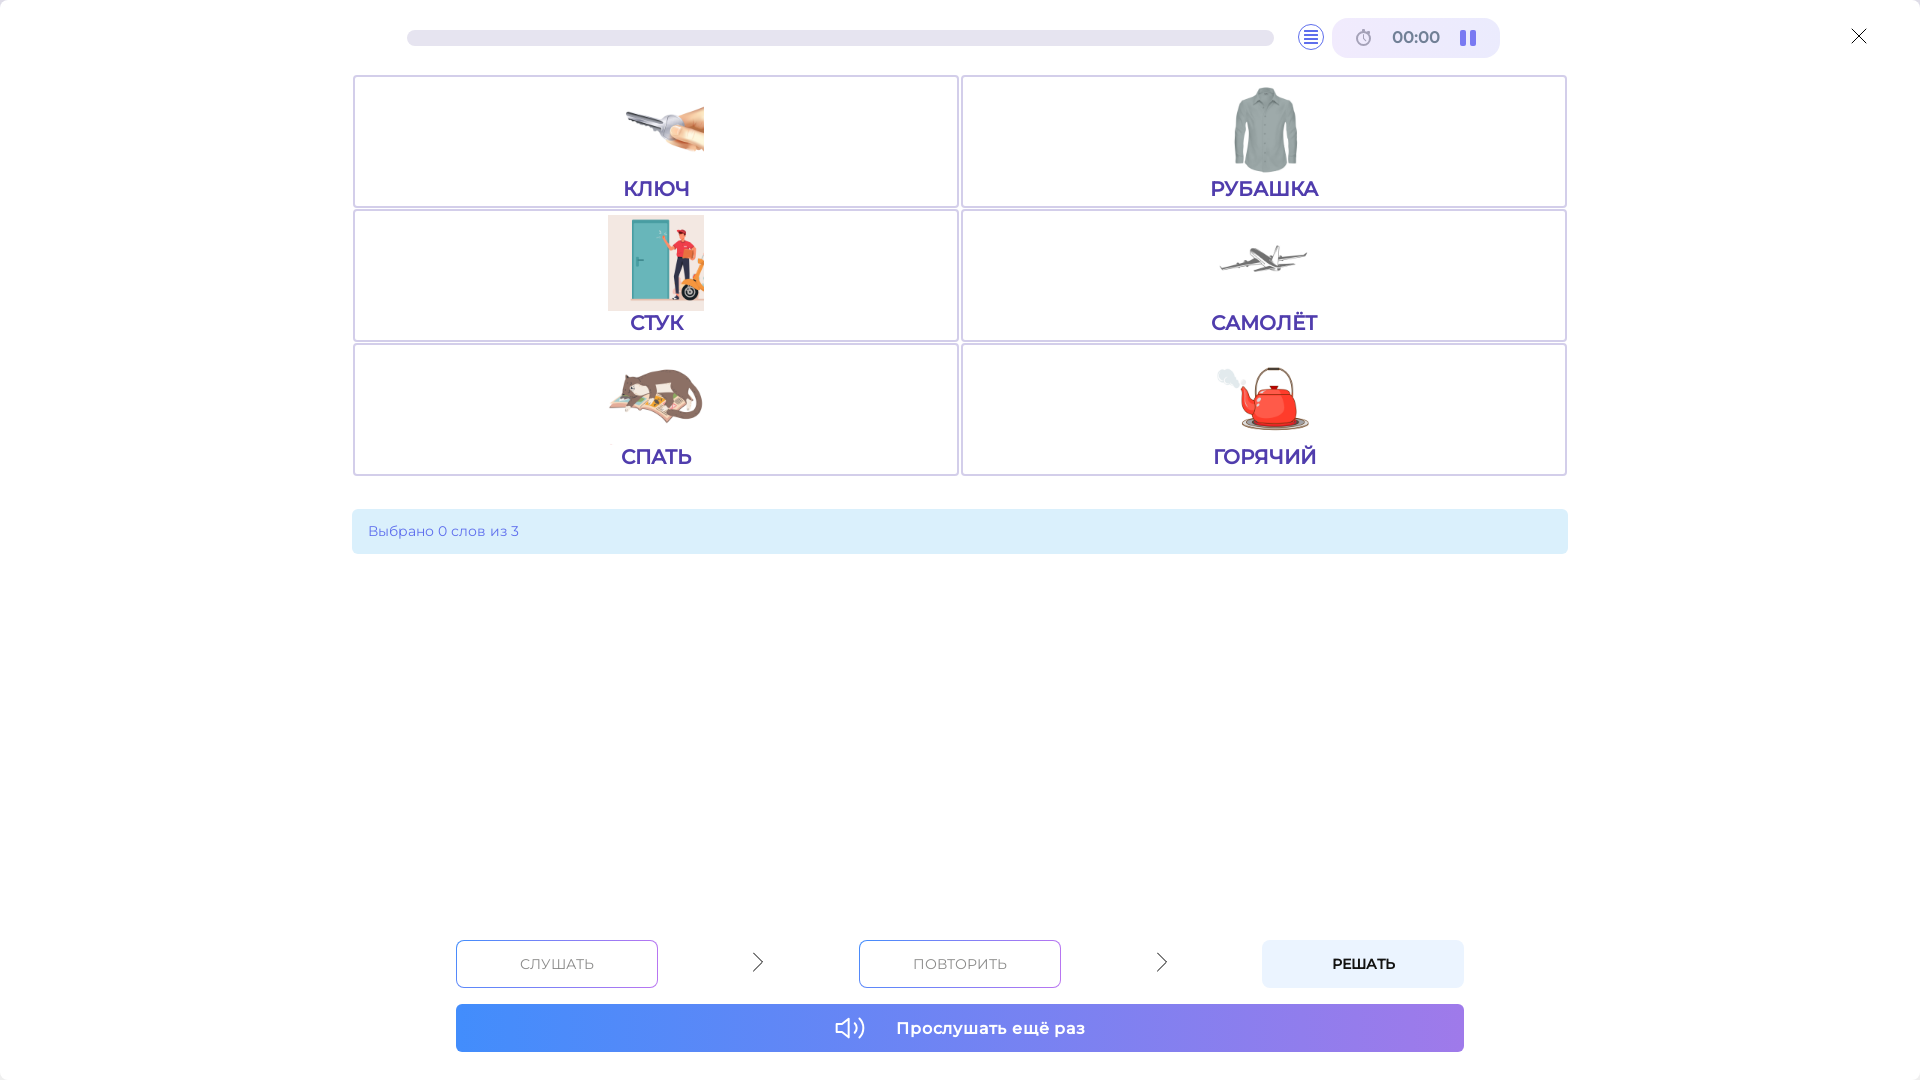 00:00
КЛЮЧ
РУБАШКА
СТУК
САМОЛЁТ
СПАТЬ
ГОРЯЧИЙ
Выбрано 0 слов из 3
СЛУШАТЬ
ПОВТОРИТЬ
РЕШАТЬ
Прослушать ещё раз